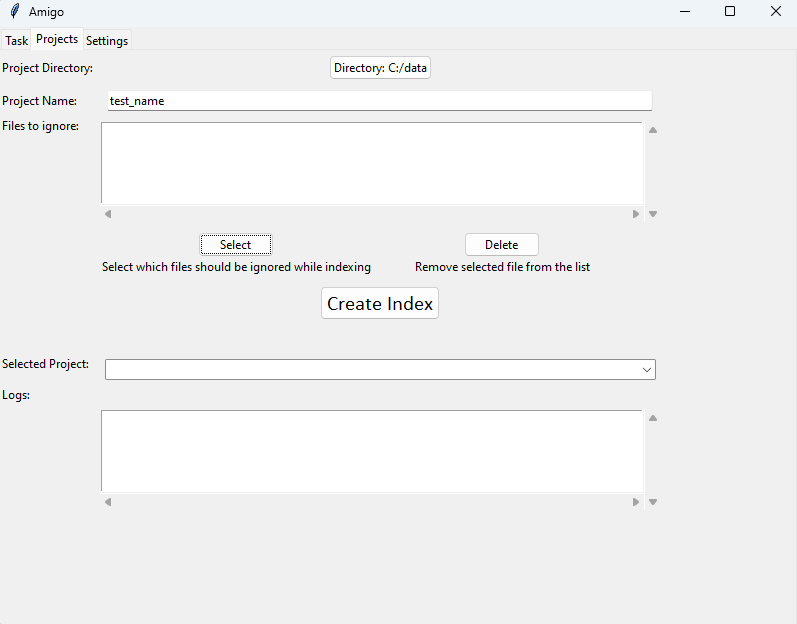 Amigo
Task Projects Settings
Project Directory: Directory: C:/data
Project Name: test_name
Files to ignore:
Select Delete
Select which files should be ignored while indexing Remove selected file from the list
Create Index
Selected Project:
Logs: